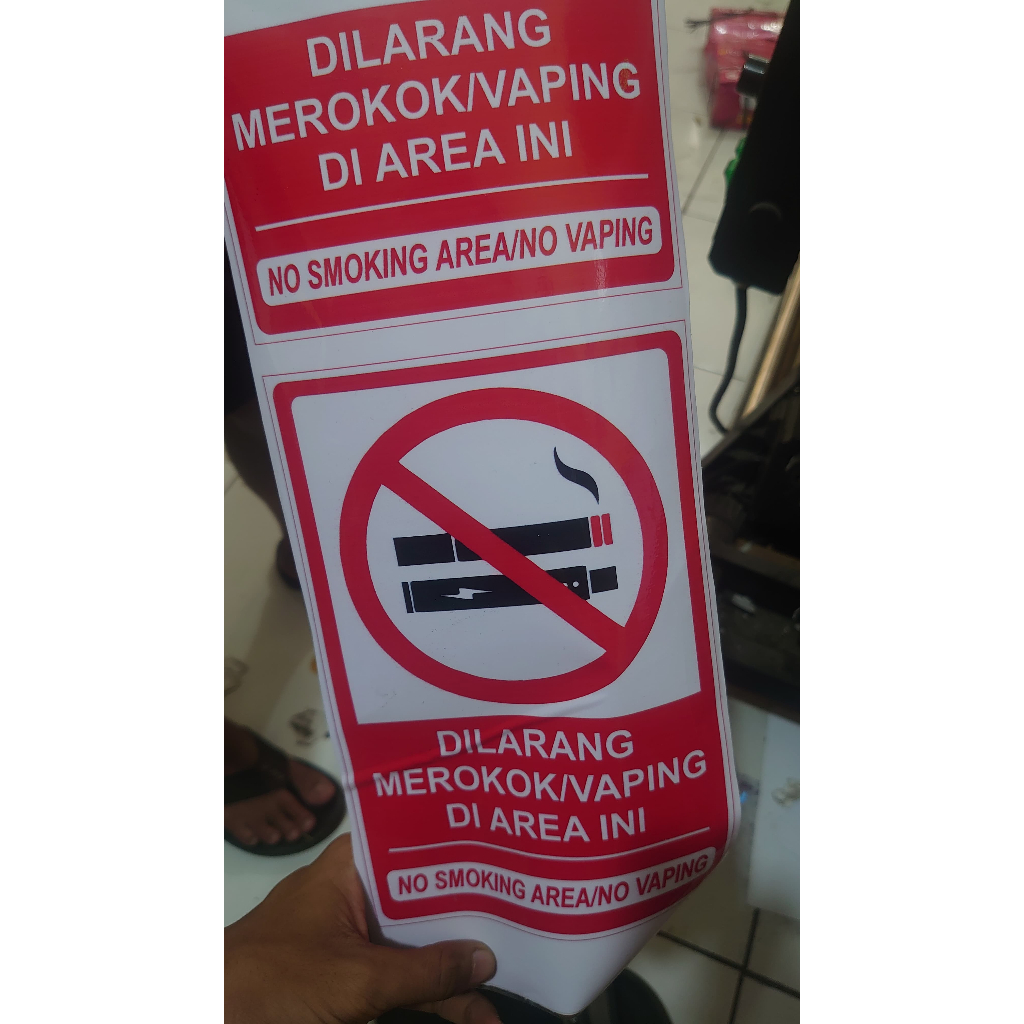 DILARANG
MEROKOK/VAPING
DI AREA INI
NO SMOKING AREA/NO VAPING
DILARANG
MEROKOK/VAPING
DI AREA INI
NO SMOKING AREA/NO VAPING